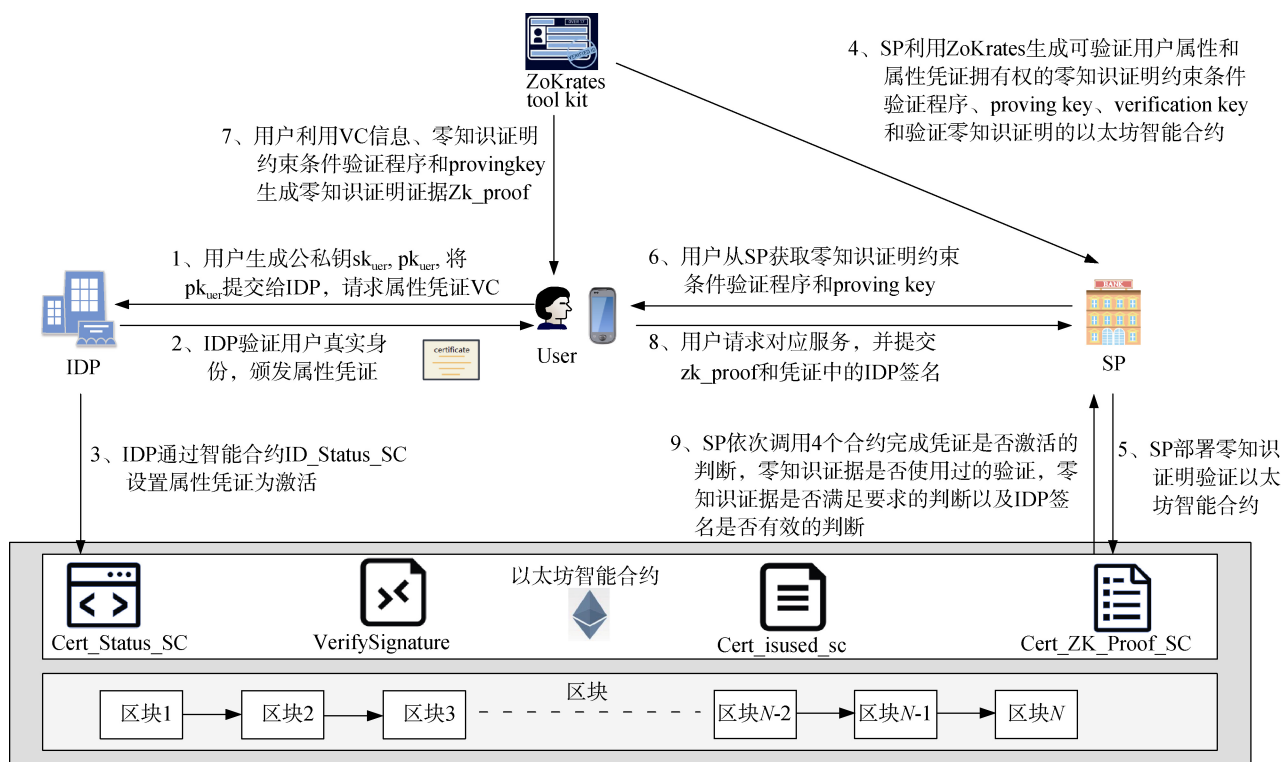 ZoKrates
tool kit
4、SP利用ZoKrates生成可验证用户属性和
属性凭证拥有权的零知识证明约束条件
验证程序、proving key、verification key
和验证零知识证明的以太坊智能合约
7、用户利用VC信息、零知识证明
约束条件验证程序和provingkey
生成零知识证明证据Zk_proof
1、用户生成公私钥skuer, pkuer, 将
pkuer提交给IDP，请求属性凭证VC
6、用户从SP获取零知识证明约束
条件验证程序和proving key
BANK
IDP
2、IDP验证用户真实身
份，颁发属性凭证
certificate
User
8、用户请求对应服务，并提交
zk_proof和凭证中的IDP签名
SP
3、IDP通过智能合约ID_Status_SC
设置属性凭证为激活
9、SP依次调用4个合约完成凭证是否激活的
判断，零知识证据是否使用过的验证，零
知识证据是否满足要求的判断以及IDP签
名是否有效的判断
5、SP部署零知识
证明验证以太
坊智能合约
以太坊智能合约
Cert_Status_SC
VerifySignature
Cert_isused_sc
Cert_ZK_Proof_SC
区块
区块1
区块2
区块3
区块N-2
区块N-1
区块N